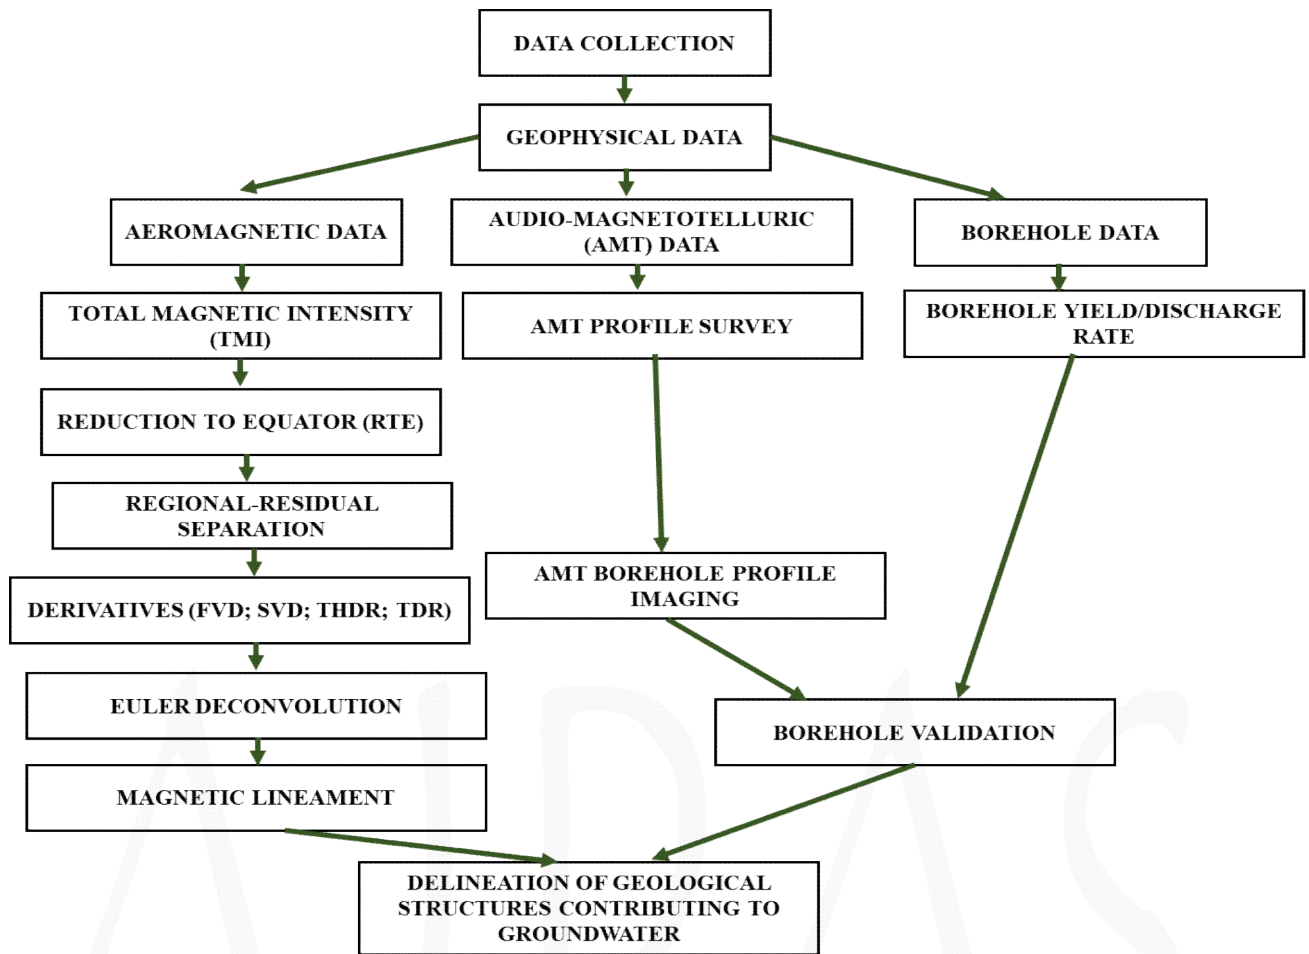 DATA COLLECTION
GEOPHYSICAL DATA
AEROMAGNETIC DATA
AUDIO-MAGNETOTELLURIC
(AMT) DATA
BOREHOLE DATA
TOTAL MAGNETIC INTENSITY
(TMI)
AMT PROFILE SURVEY
BOREHOLE YIELD/DISCHARGE
RATE
REDUCTION TO EQUATOR (RTE)
REGIONAL-RESIDUAL
SEPARATION
AMT BOREHOLE PROFILE
IMAGING
DERIVATIVES (FVD; SVD; THDR; TDR)
EULER DECONVOLUTION
BOREHOLE VALIDATION
MAGNETIC LINEAMENT
DELINEATION OF GEOLOGICAL
STRUCTURES CONTRIBUTING TO
GROUNDWATER